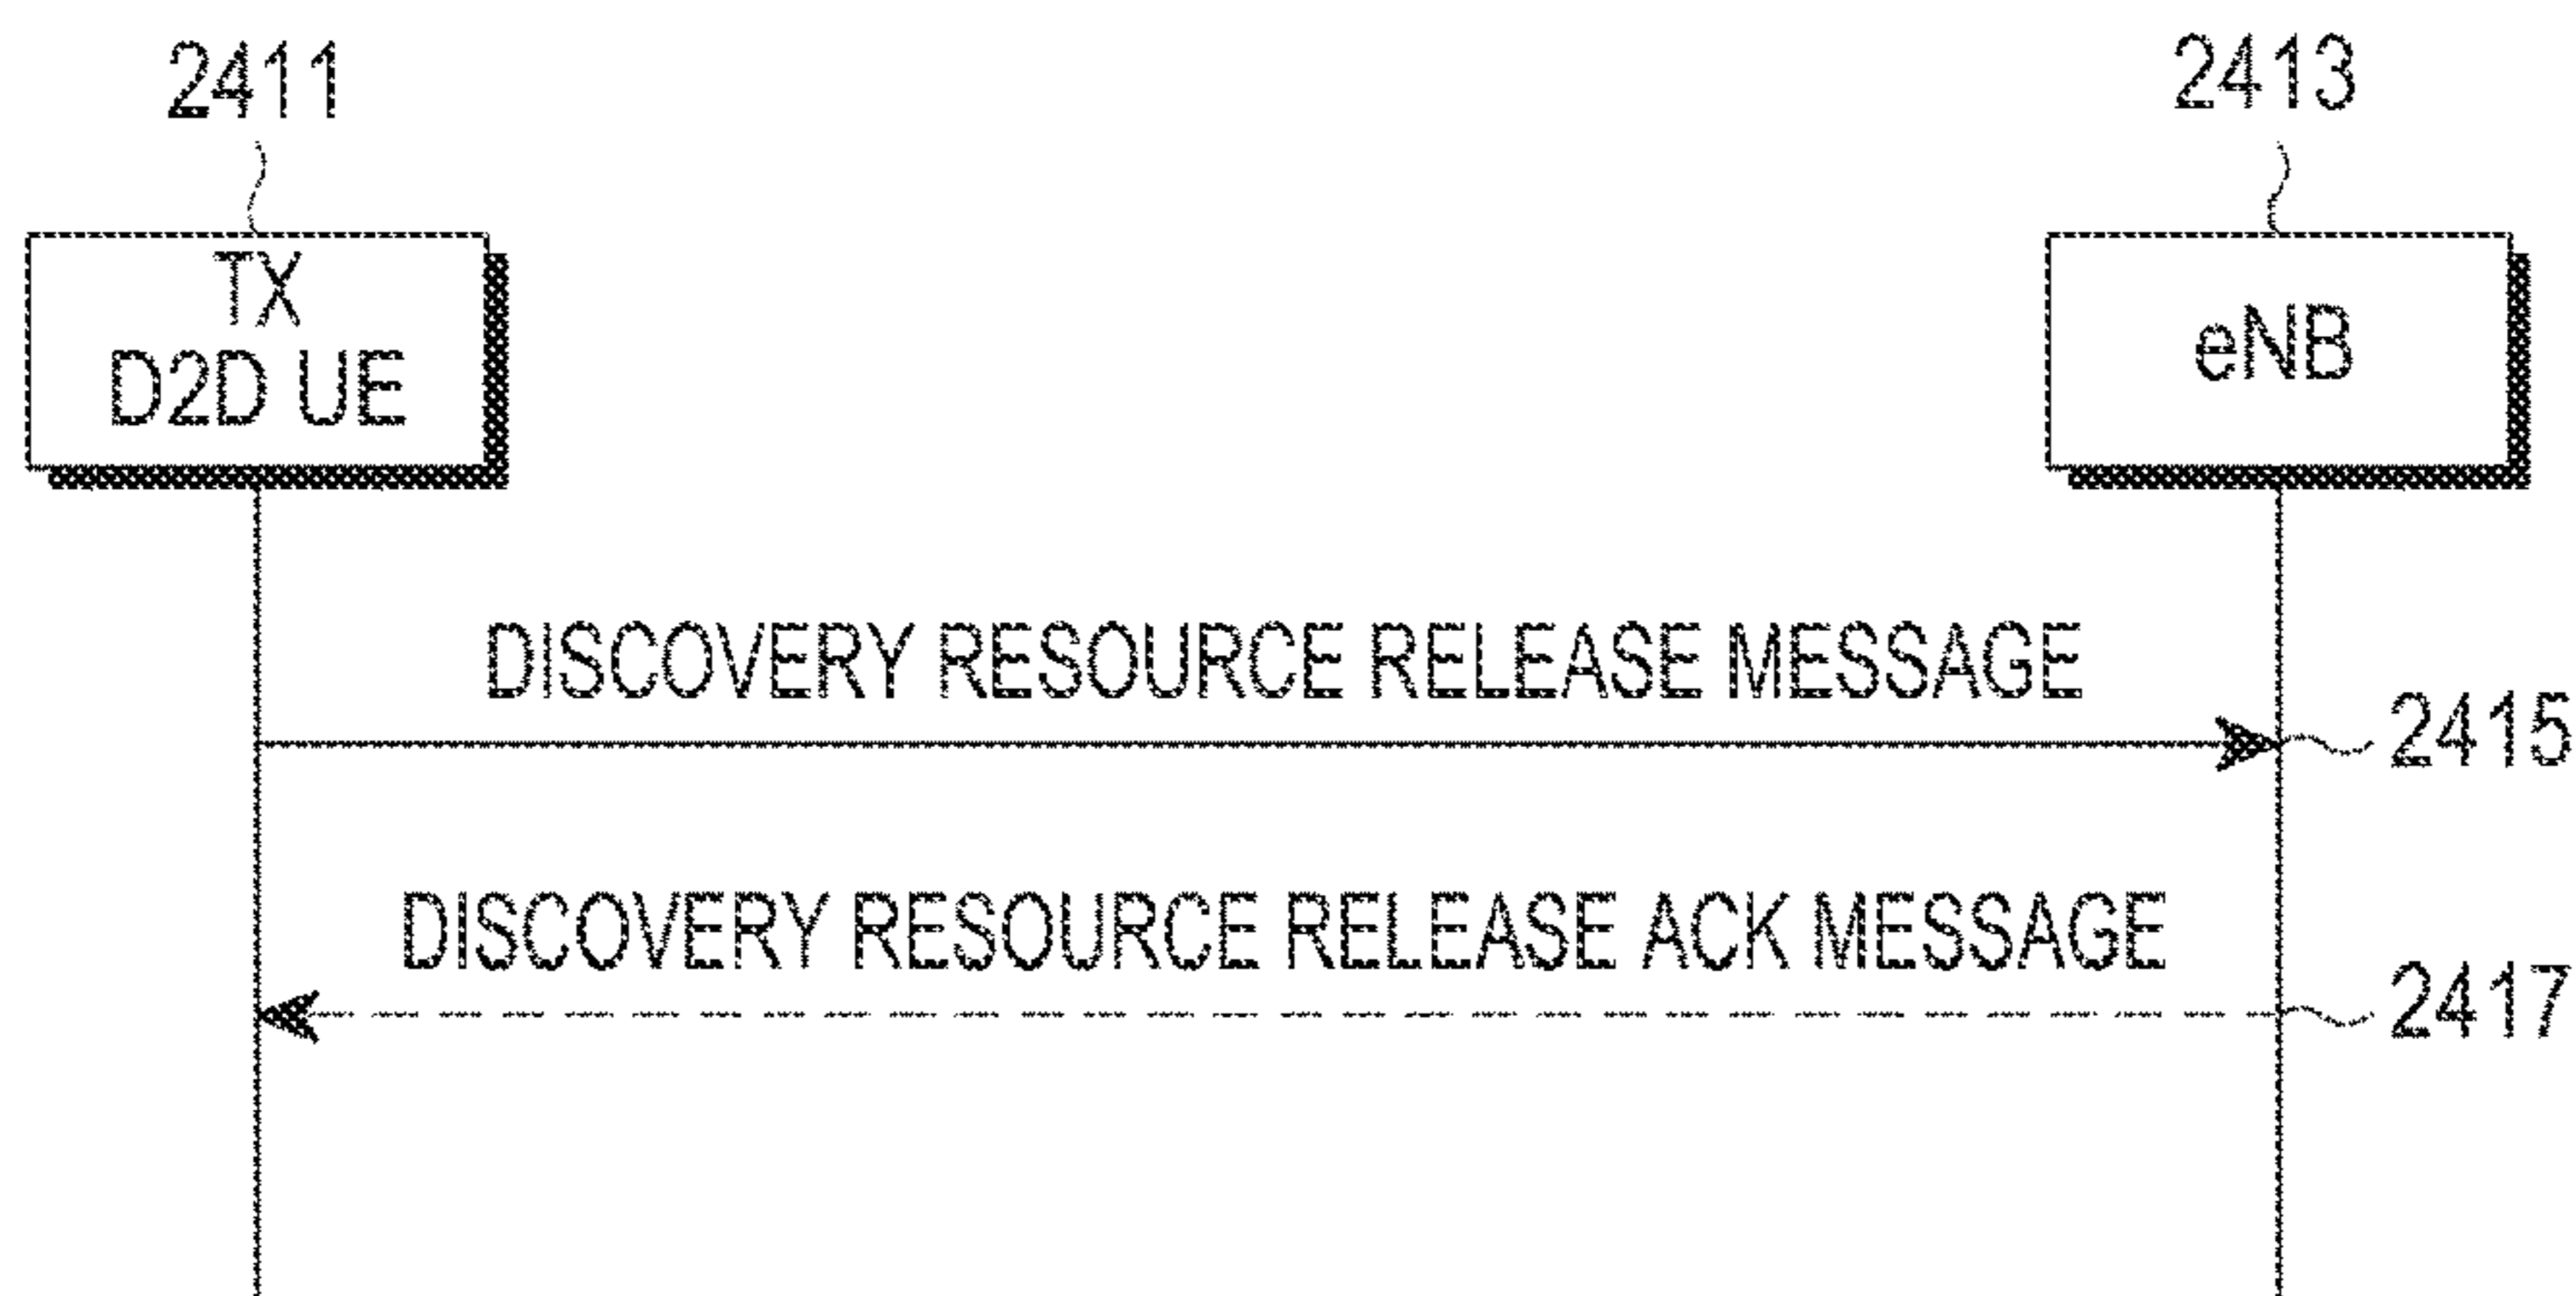 2411
2413
TX
D2D UE
eNB
DISCOVERY RESOURCE RELEASE MESSAGE
2415
DISCOVERY RESOURCE RELEASE ACK MESSAGE
2417